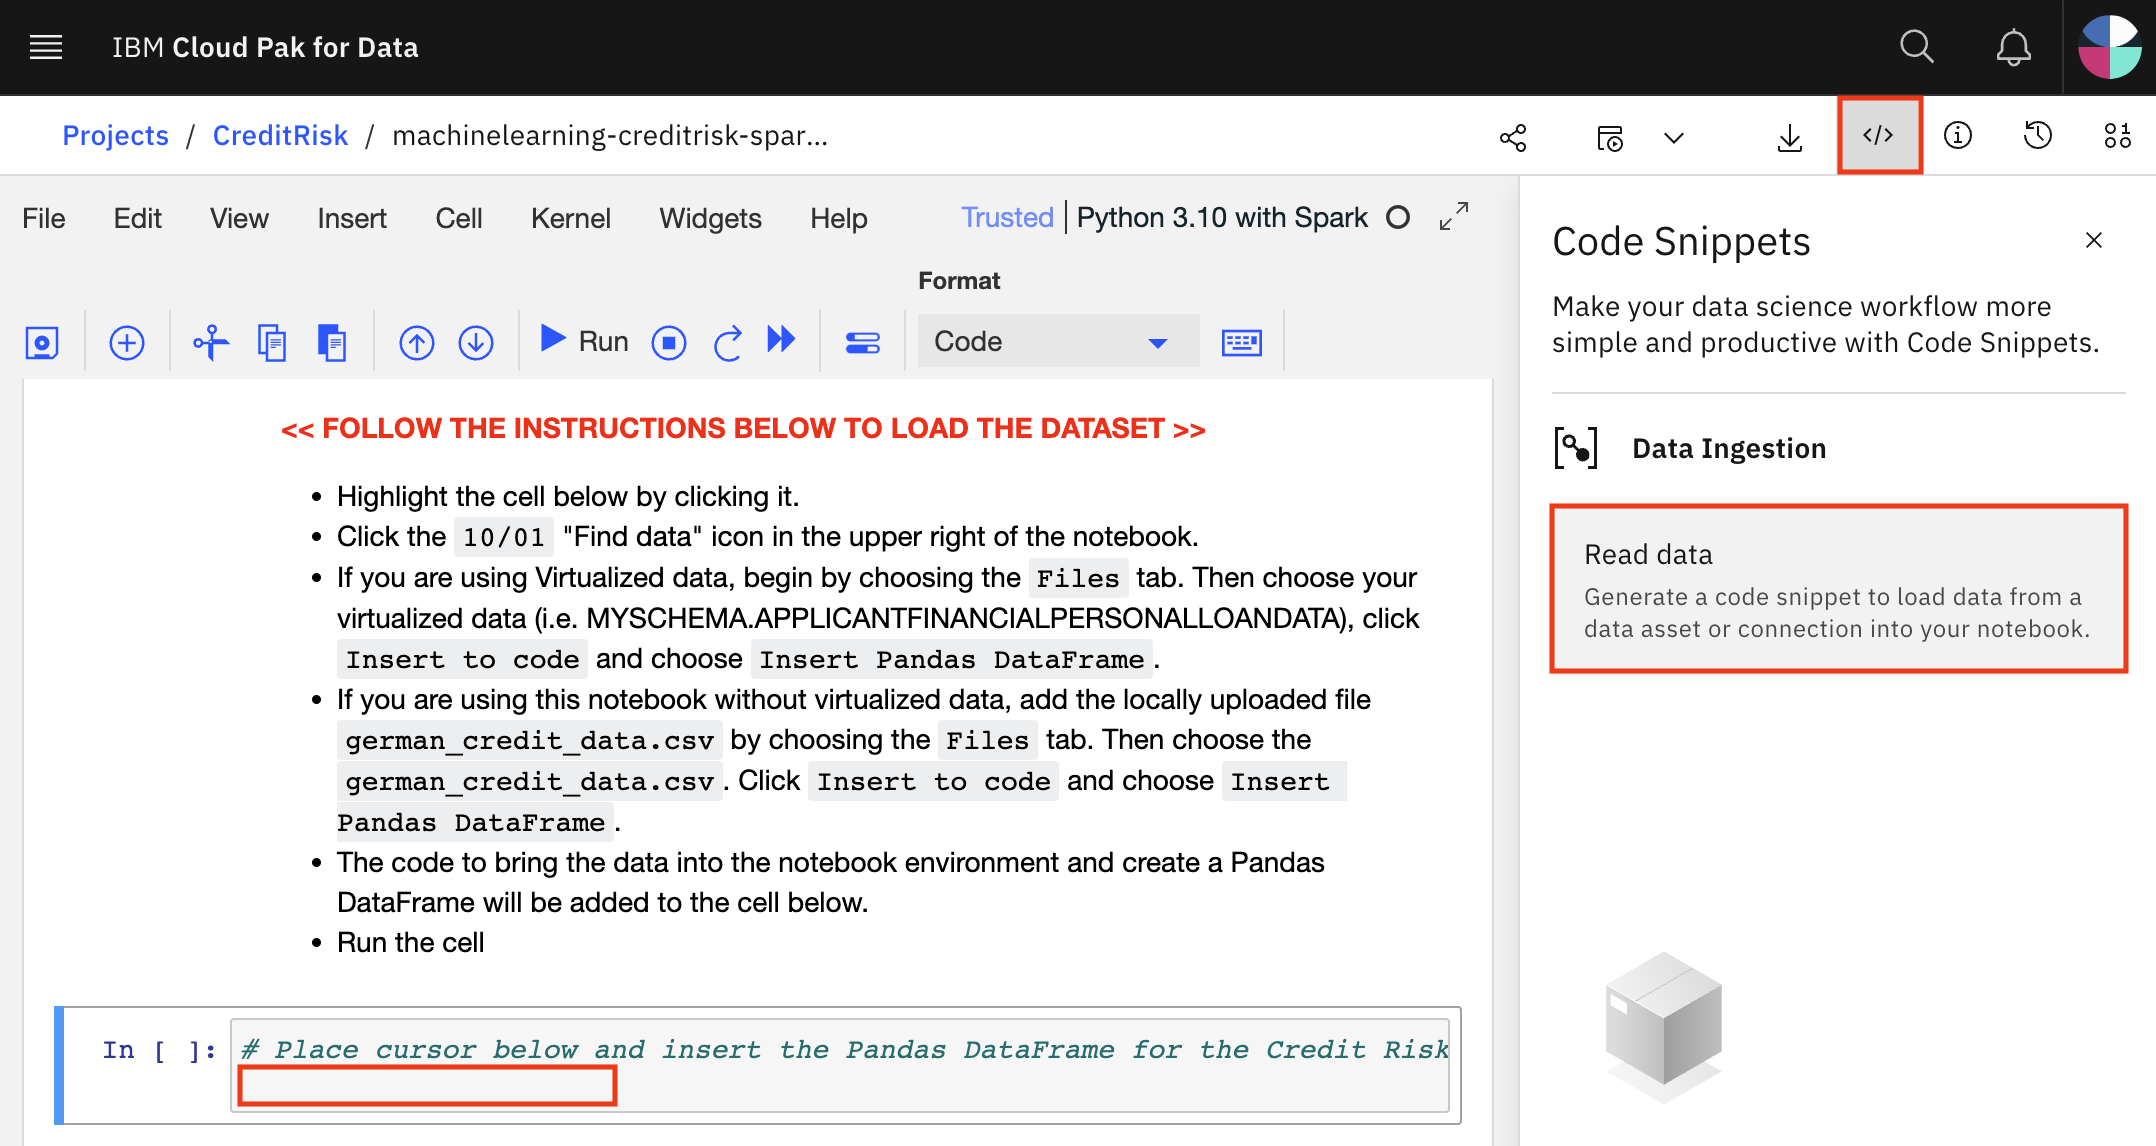 IBM Cloud Pak for Data
Projects / CreditRisk / machinelearning-creditrisk-spar...
</>
File Edit View Insert Cell Kernel Widgets Help Trusted | Python 3.10 with Spark
Format
Run Code
<< FOLLOW THE INSTRUCTIONS BELOW TO LOAD THE DATASET >>
• Highlight the cell below by clicking it.
• Click the 10/01 "Find data" icon in the upper right of the notebook.
• If you are using Virtualized data, begin by choosing the Files tab. Then choose your
virtualized data (i.e. MYSCHEMA.APPLICANTFINANCIALPERSONALLOANDATA), click
Insert to code and choose Insert Pandas DataFrame.
• If you are using this notebook without virtualized data, add the locally uploaded file
german_credit_data.csv by choosing the Files tab. Then choose the
german_credit_data.csv. Click Insert to code and choose Insert
Pandas DataFrame.
• The code to bring the data into the notebook environment and create a Pandas
DataFrame will be added to the cell below.
• Run the cell
In [ ]: # Place cursor below and insert the Pandas DataFrame for the Credit Risk
Code Snippets
Make your data science workflow more
simple and productive with Code Snippets.
Data Ingestion
Read data
Generate a code snippet to load data from a
data asset or connection into your notebook.